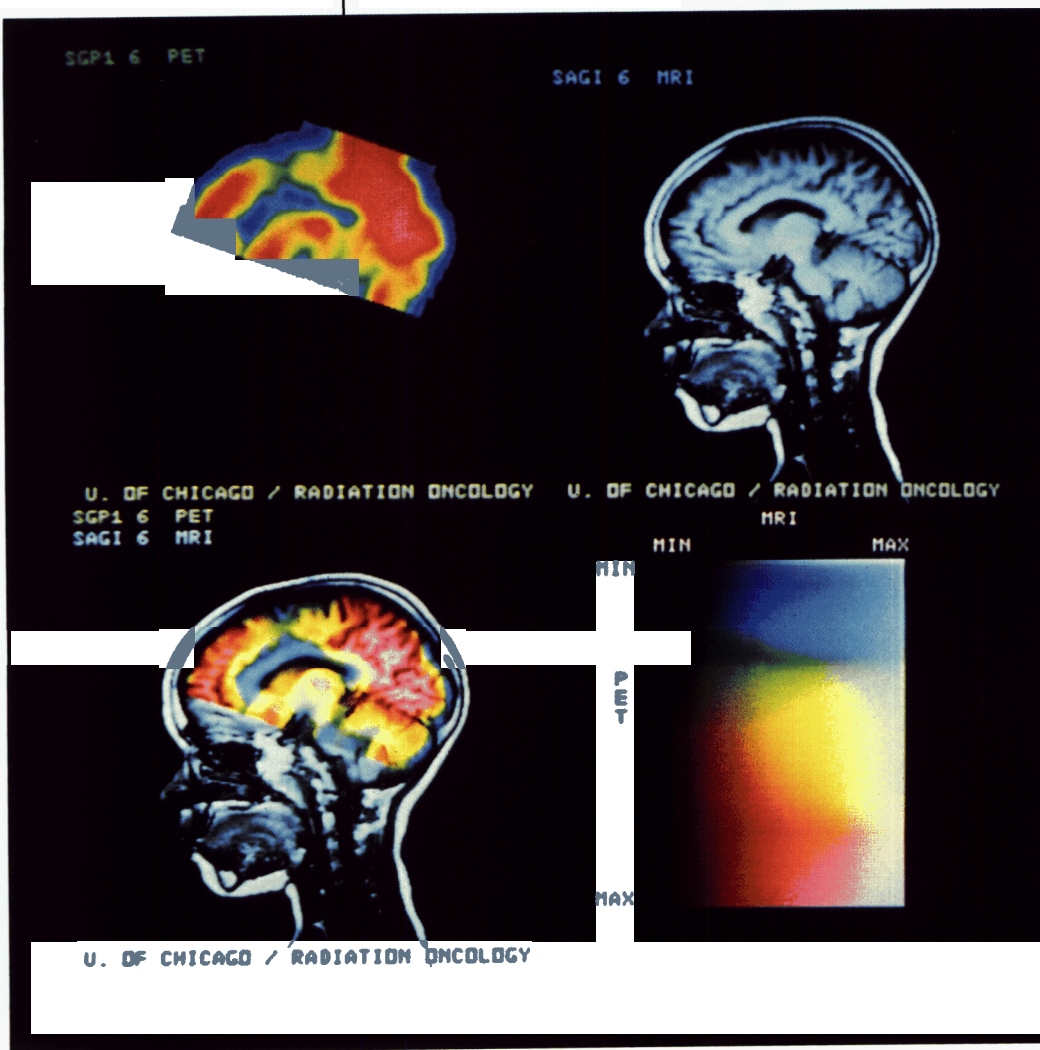 SGP1 6 PET
SAGI 6 MRI
U. OF CHICAGO / RADIATION ONCOLOGY
U. OF CHICAGO / RADIATION ONCOLOGY
SGP1 6 PET
SAGI 6 MRI
MRI
MIN MAX
MIN
PET
MAX
U. OF CHICAGO / RADIATION ONCOLOGY